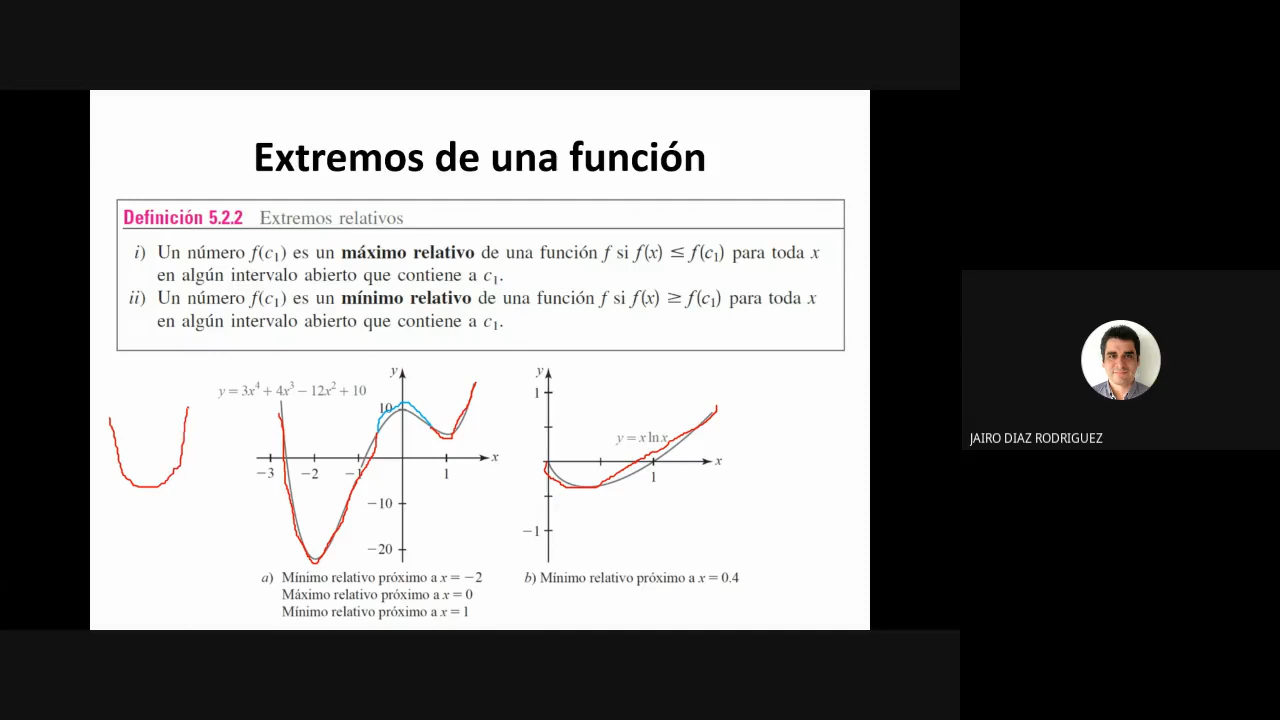 Extremos de una función
Definición 5.2.2 Extremos relativos
i) Un número f(c₁) es un máximo relativo de una función f si f(x) ≤ f(c₁) para toda x
en algún intervalo abierto que contiene a c₁.
ii) Un número f(c₁) es un mínimo relativo de una función f si f(x) ≥ f(c₁) para toda x
en algún intervalo abierto que contiene a c₁.
y = 3x⁴ + 4x³ − 12x² + 10
y
10
x
−3 −2 −1 1
−10
−20
a) Mínimo relativo próximo a x = −2
Máximo relativo próximo a x = 0
Mínimo relativo próximo a x = 1
y
1
y = x ln x
x
1
−1
b) Mínimo relativo próximo a x = 0.4
JAIRO DIAZ RODRIGUEZ